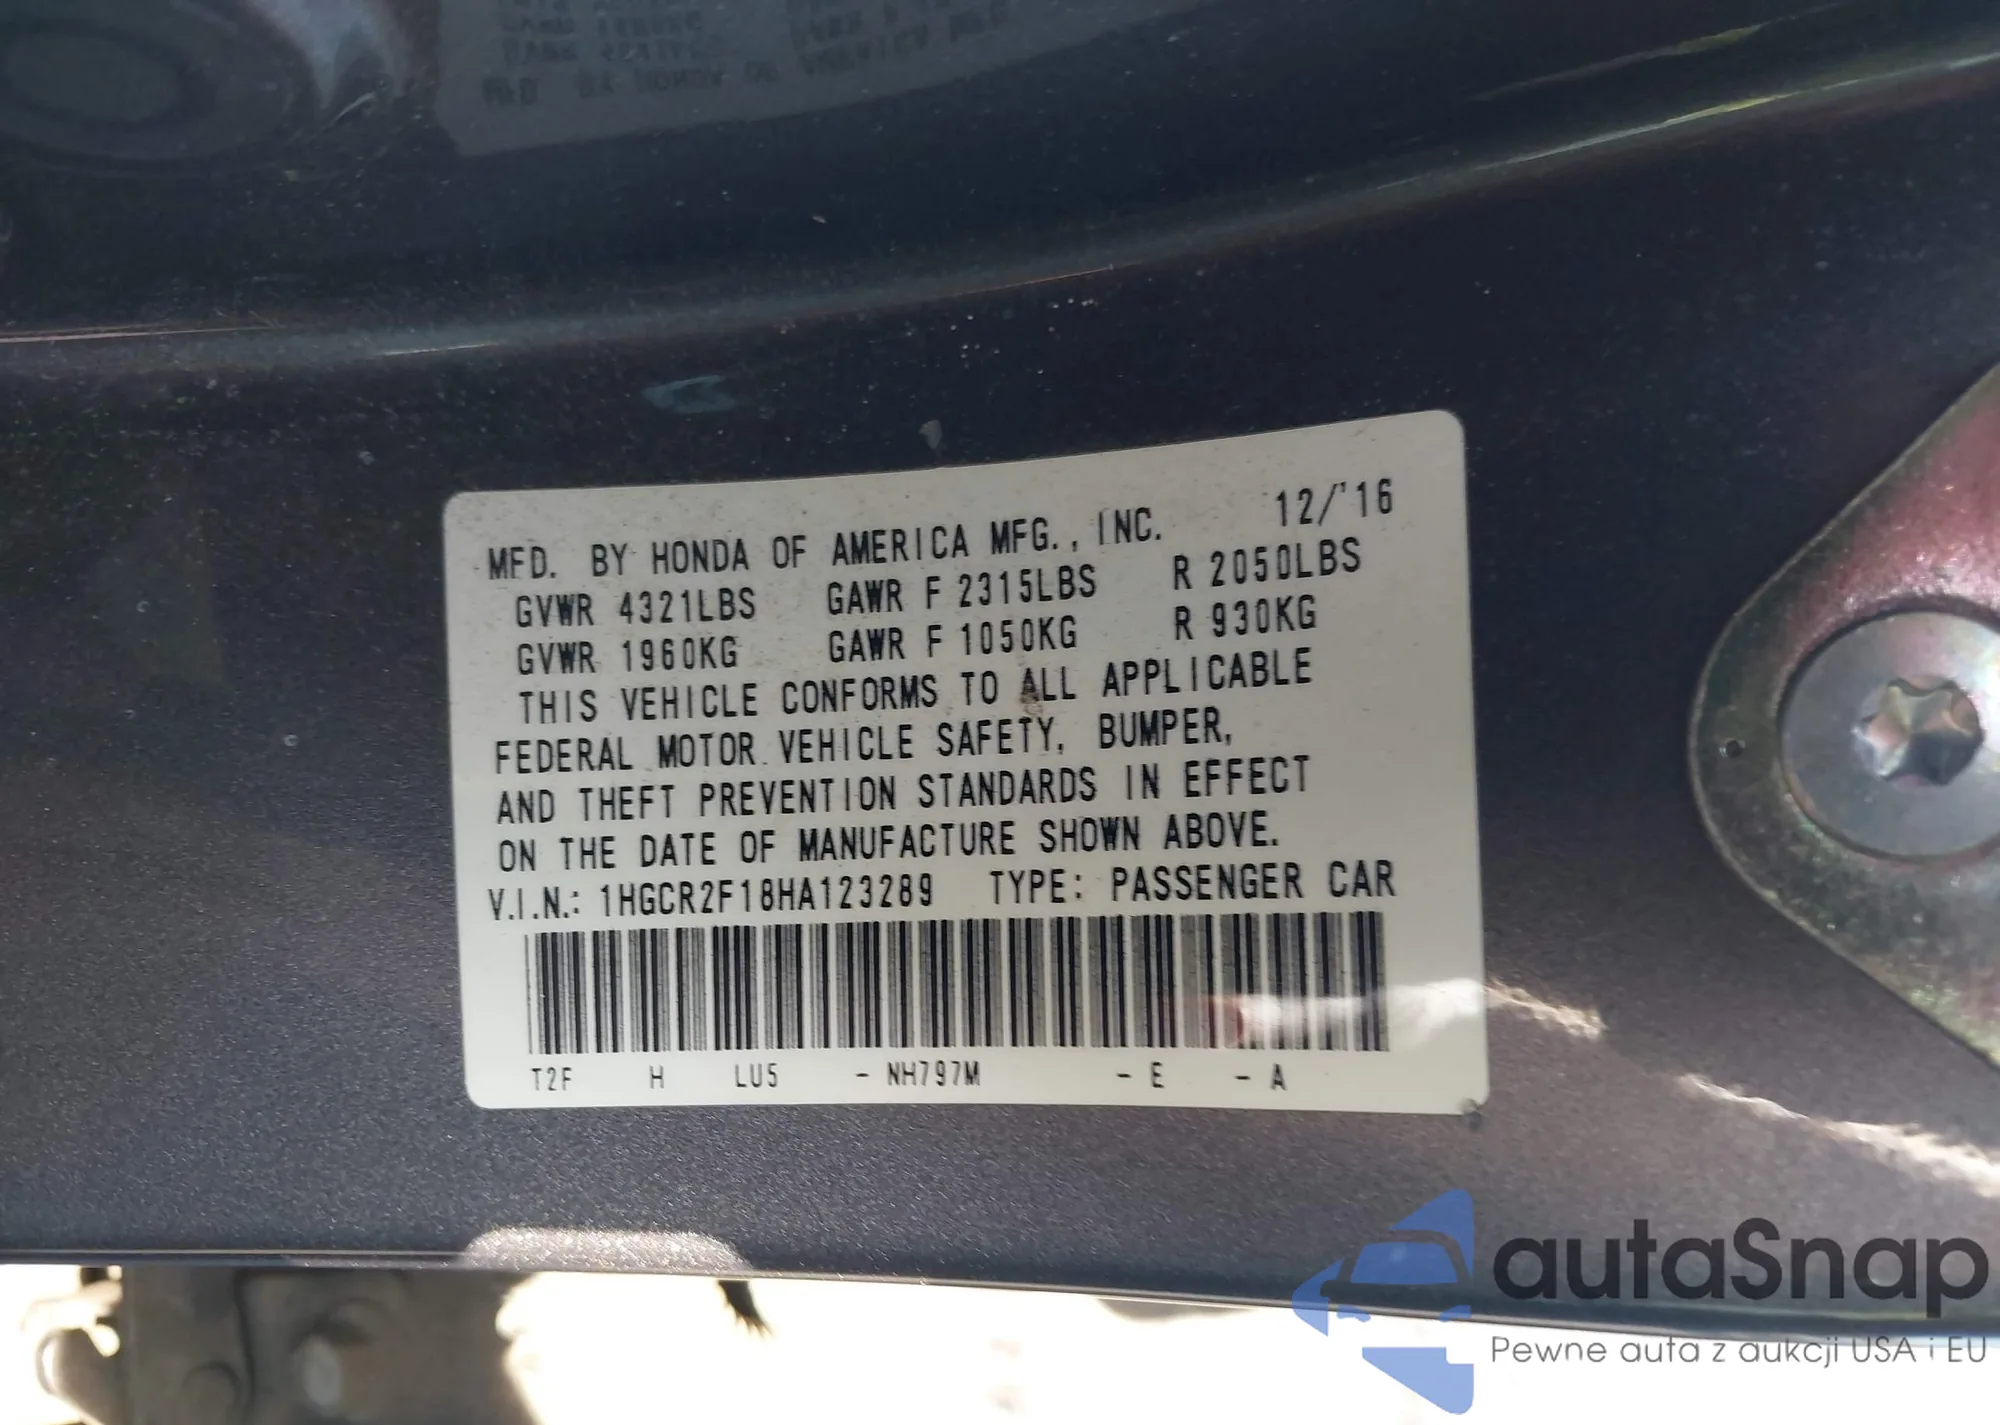 MFD. BY HONDA OF AMERICA MFG., INC. 12/'16
GVWR 4321LBS GAWR F 2315LBS R 2050LBS
GVWR 1960KG GAWR F 1050KG R 930KG
THIS VEHICLE CONFORMS TO ALL APPLICABLE
FEDERAL MOTOR VEHICLE SAFETY, BUMPER,
AND THEFT PREVENTION STANDARDS IN EFFECT
ON THE DATE OF MANUFACTURE SHOWN ABOVE.
V.I.N.: 1HGCR2F18HA123289 TYPE: PASSENGER CAR
T2F H LU5 - NH797M - E - A
autaSnap
Pewne auta z aukcji USA i EU